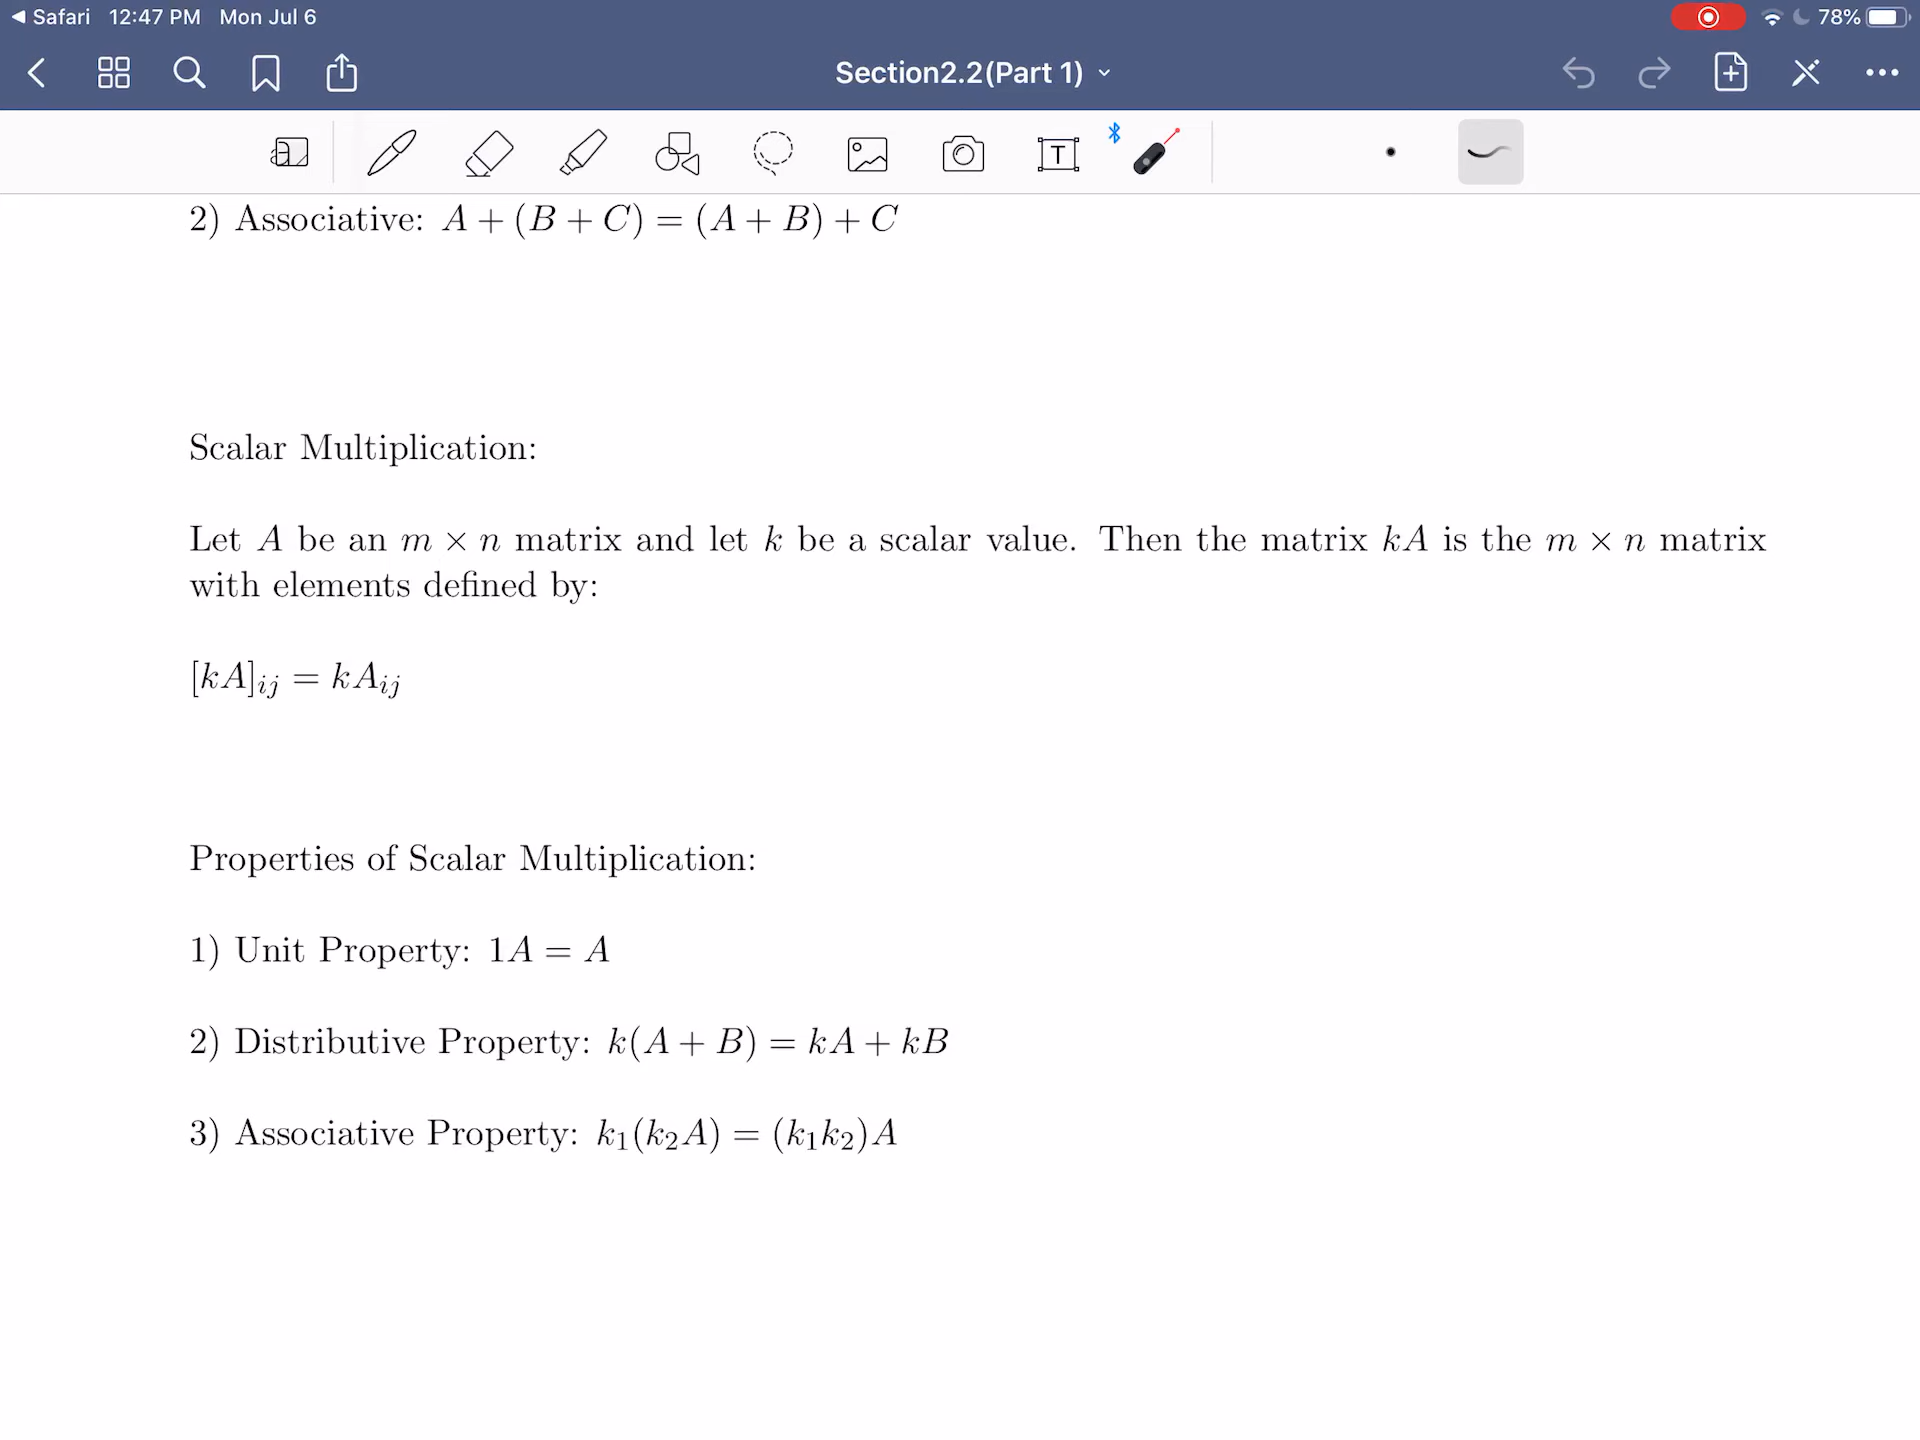 Safari 12:47 PM Mon Jul 6 78%
Section2.2(Part 1)
a T
2) Associative: A + (B + C) = (A + B) + C
Scalar Multiplication:
Let A be an m × n matrix and let k be a scalar value. Then the matrix kA is the m × n matrix
with elements defined by:
[kA]ij = kAij
Properties of Scalar Multiplication:
1) Unit Property: 1A = A
2) Distributive Property: k(A + B) = kA + kB
3) Associative Property: k₁(k₂A) = (k₁k₂)A